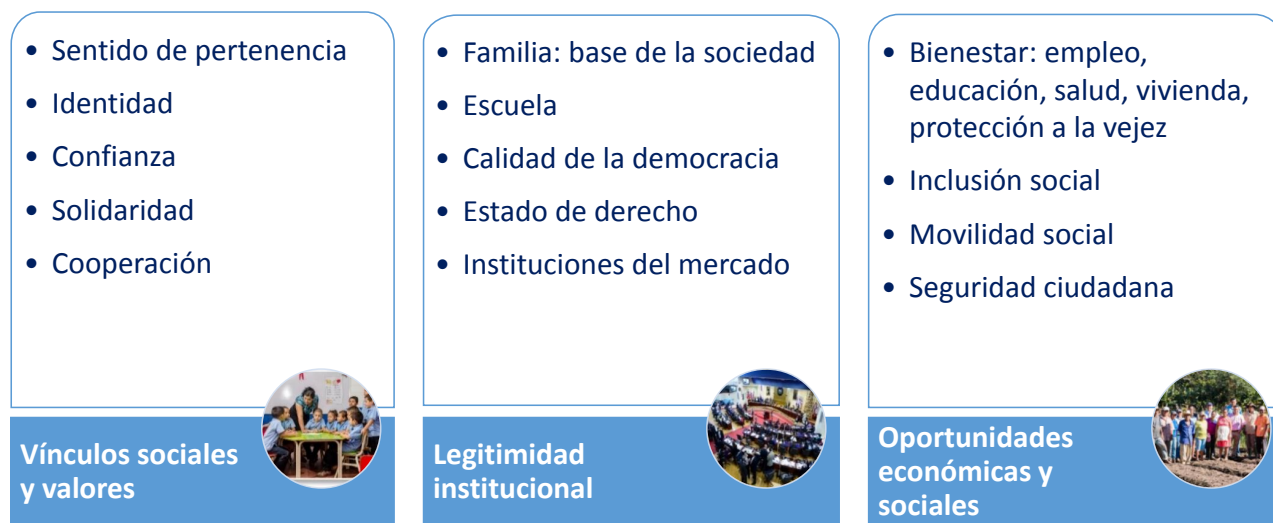 • Sentido de pertenencia
• Identidad
• Confianza
• Solidaridad
• Cooperación
Vínculos sociales
y valores
• Familia: base de la sociedad
• Escuela
• Calidad de la democracia
• Estado de derecho
• Instituciones del mercado
Legitimidad
institucional
• Bienestar: empleo,
educación, salud, vivienda,
protección a la vejez
• Inclusión social
• Movilidad social
• Seguridad ciudadana
Oportunidades
económicas y
sociales